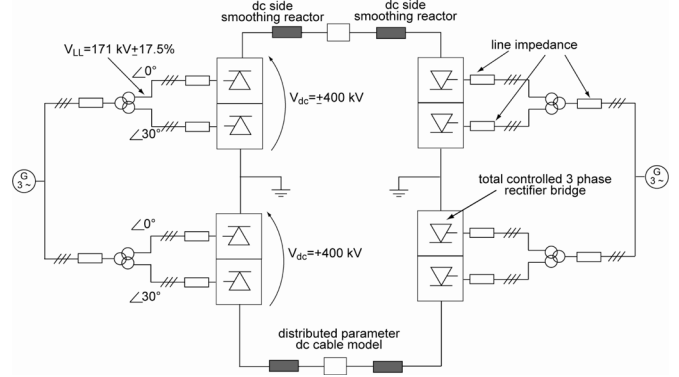 dc side
smoothing reactor
dc side
smoothing reactor
V_LL=171 kV±17.5%
∠0°
line impedance
V_dc=±400 kV
∠30°
G
3 ~
G
3 ~
total controlled 3 phase
rectifier bridge
∠0°
V_dc=+400 kV
∠30°
distributed parameter
dc cable model